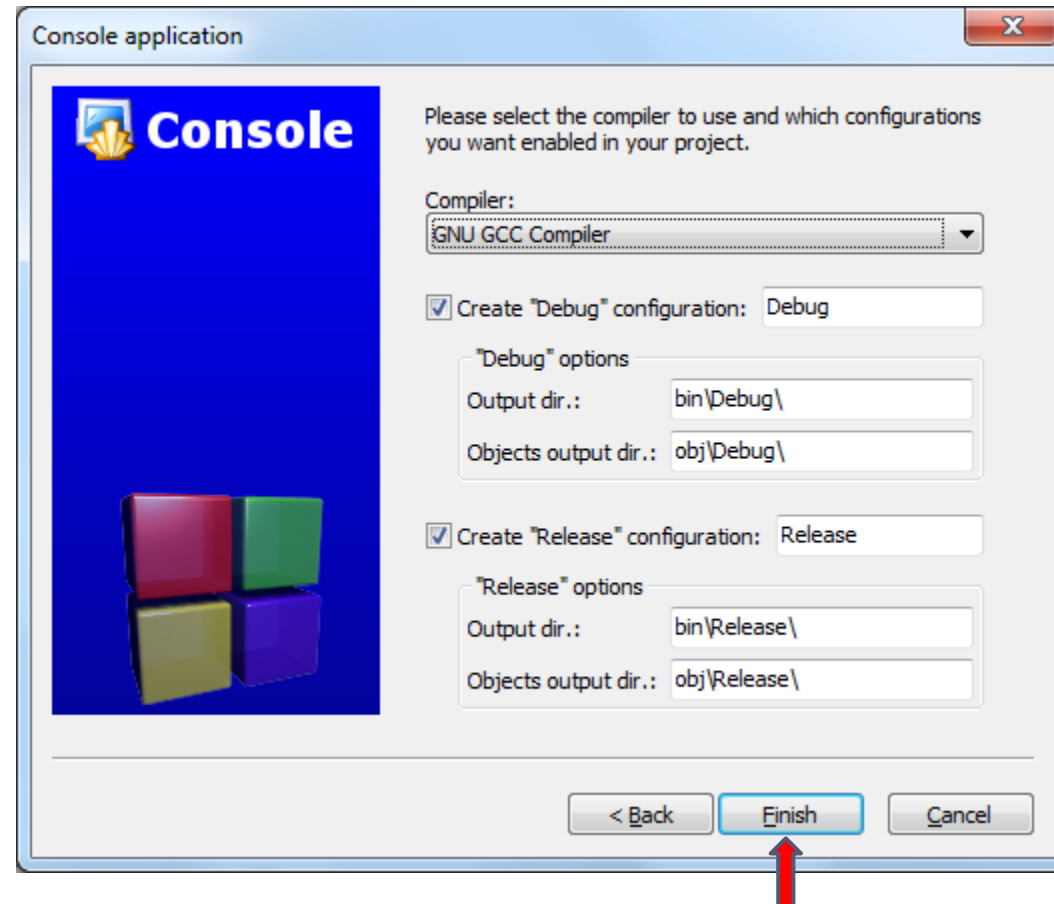 Console application
Console
Please select the compiler to use and which configurations
you want enabled in your project.
Compiler:
GNU GCC Compiler
Create "Debug" configuration: Debug
"Debug" options
Output dir.: bin\Debug\
Objects output dir.: obj\Debug\
Create "Release" configuration: Release
"Release" options
Output dir.: bin\Release\
Objects output dir.: obj\Release\
< Back Finish Cancel